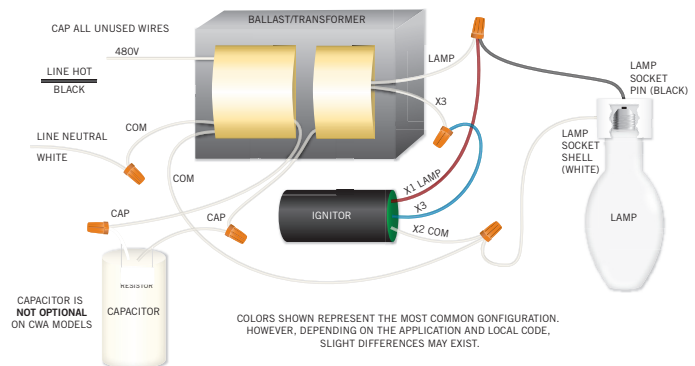 BALLAST/TRANSFORMER
CAP ALL UNUSED WIRES
480V
LINE HOT
BLACK
LAMP
X3
LAMP
SOCKET
PIN (BLACK)
COM
LINE NEUTRAL
WHITE
LAMP
SOCKET
SHELL
(WHITE)
COM
X1 LAMP
X3
X2 COM
IGNITOR
CAP
CAP
LAMP
RESISTOR
CAPACITOR
CAPACITOR IS
NOT OPTIONAL
ON CWA MODELS
COLORS SHOWN REPRESENT THE MOST COMMON GONFIGURATION.
HOWEVER, DEPENDING ON THE APPLICATION AND LOCAL CODE,
SLIGHT DIFFERENCES MAY EXIST.